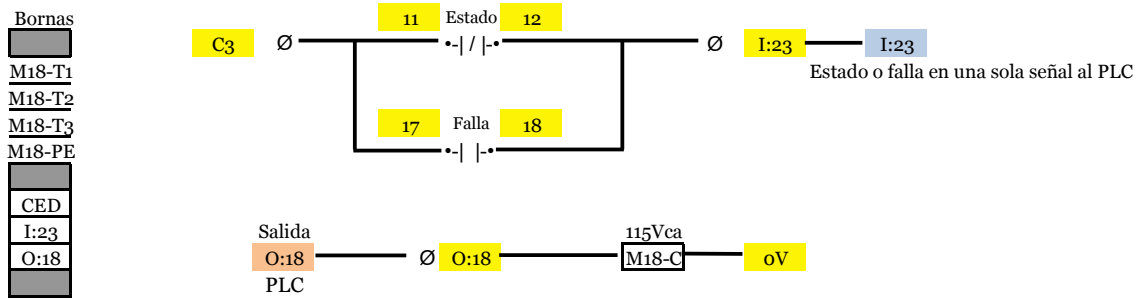 Bornas
M18-T1
M18-T2
M18-T3
M18-PE
CED
I:23
O:18
C3 Ø 11 Estado 12 Ø I:23 I:23
•-| / |-•
Estado o falla en una sola señal al PLC
17 Falla 18
•-| |-•
Salida 115Vca
O:18 Ø O:18 M18-C 0V
PLC